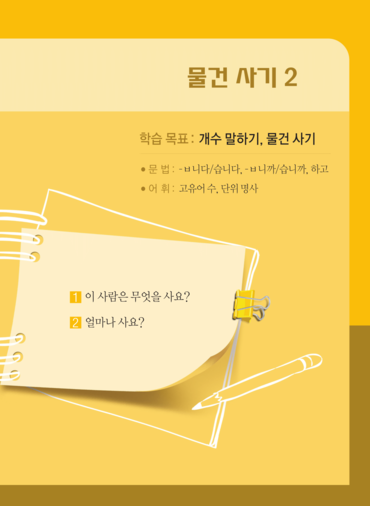 물건 사기 2
학습 목표 : 개수 말하기, 물건 사기
• 문 법 : -ㅂ니다/습니다, -ㅂ니까/습니까, 하고
• 어 휘 : 고유어 수, 단위 명사
1 이 사람은 무엇을 사요?
2 얼마나 사요?